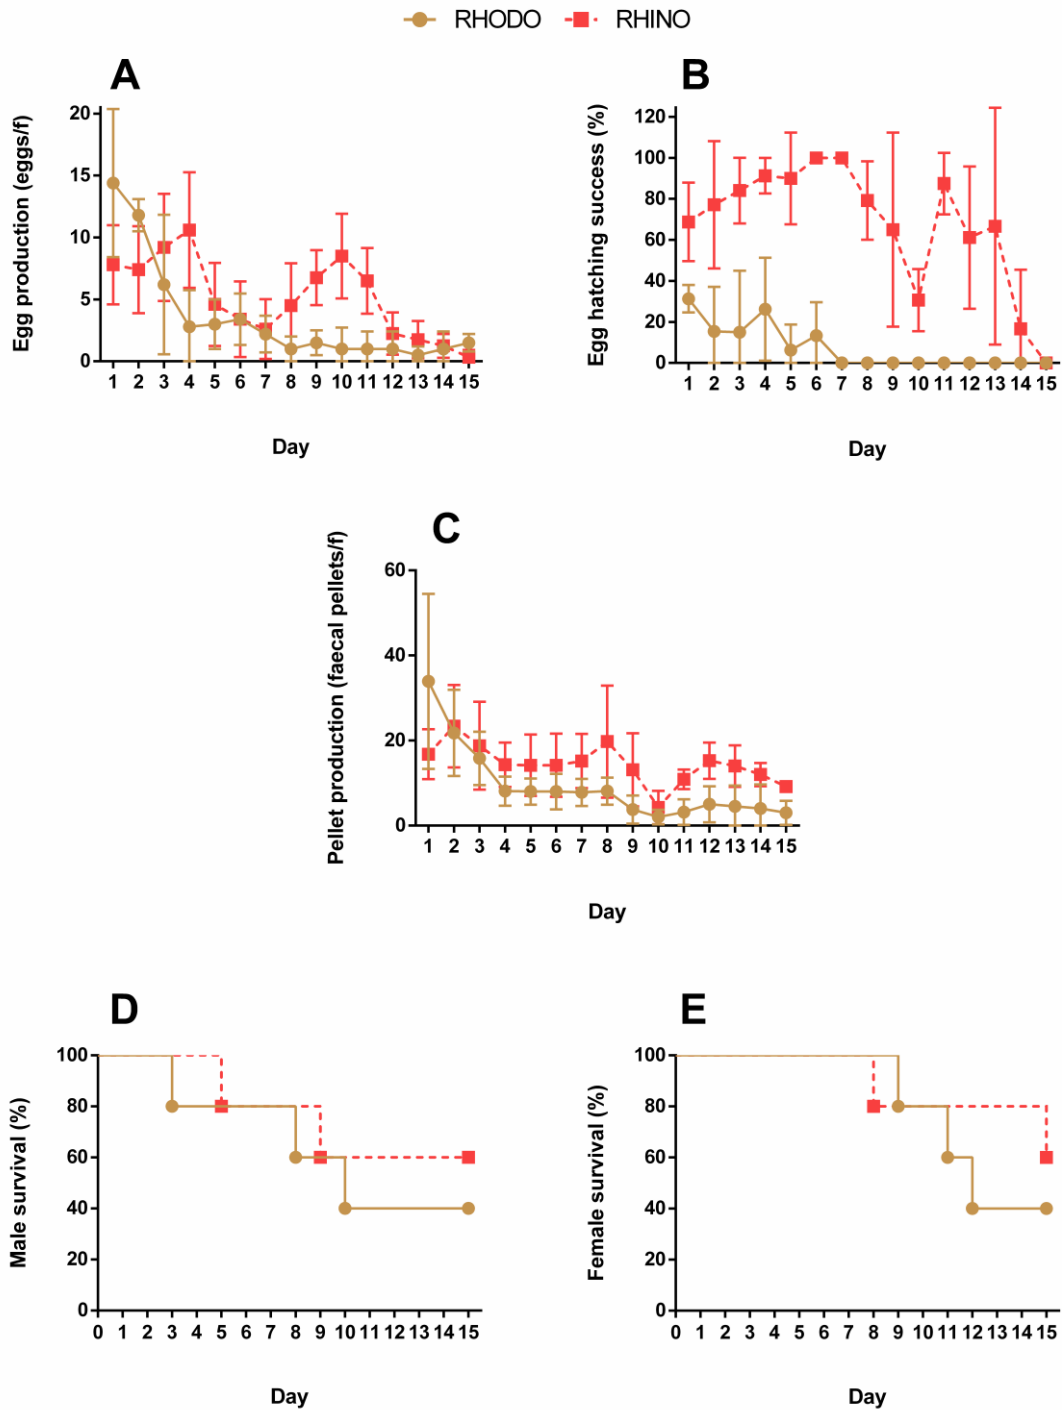 RHODO RHINO
A
Egg production (eggs/f)
20
15
10
5
0
1 2 3 4 5 6 7 8 9 10 11 12 13 14 15
Day
B
Egg hatching success (%)
120
100
80
60
40
20
0
1 2 3 4 5 6 7 8 9 10 11 12 13 14 15
Day
C
Pellet production (faecal pellets/f)
60
40
20
0
1 2 3 4 5 6 7 8 9 10 11 12 13 14 15
Day
D
Male survival (%)
100
80
60
40
20
0
0 1 2 3 4 5 6 7 8 9 10 11 12 13 14 15
Day
E
Female survival (%)
100
80
60
40
20
0
0 1 2 3 4 5 6 7 8 9 10 11 12 13 14 15
Day